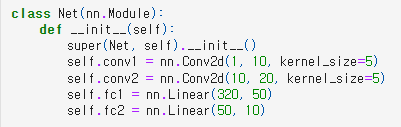 class Net(nn.Module):
    def __init__(self):
        super(Net, self).__init__()
        self.conv1 = nn.Conv2d(1, 10, kernel_size=5)
        self.conv2 = nn.Conv2d(10, 20, kernel_size=5)
        self.fc1 = nn.Linear(320, 50)
        self.fc2 = nn.Linear(50, 10)